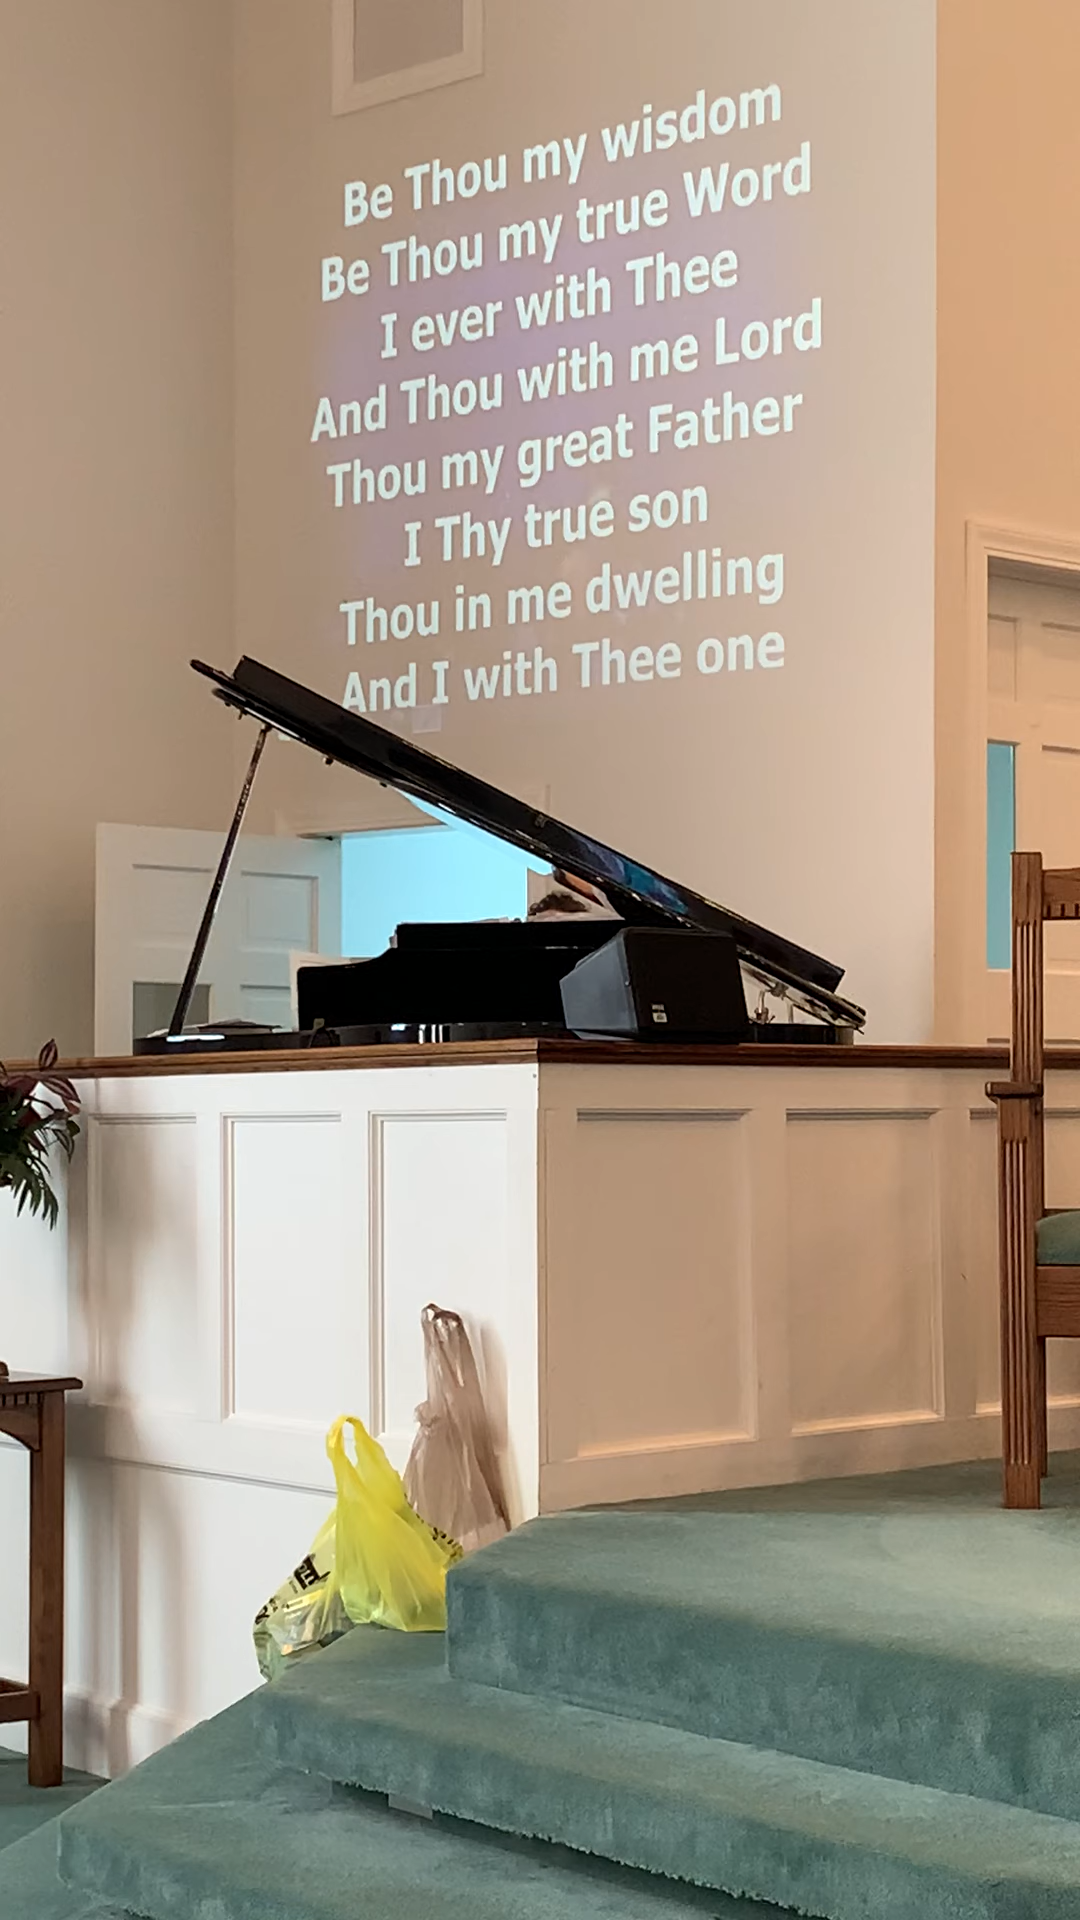 Be Thou my wisdom
Be Thou my true Word
I ever with Thee
And Thou with me Lord
Thou my great Father
I Thy true son
Thou in me dwelling
And I with Thee one